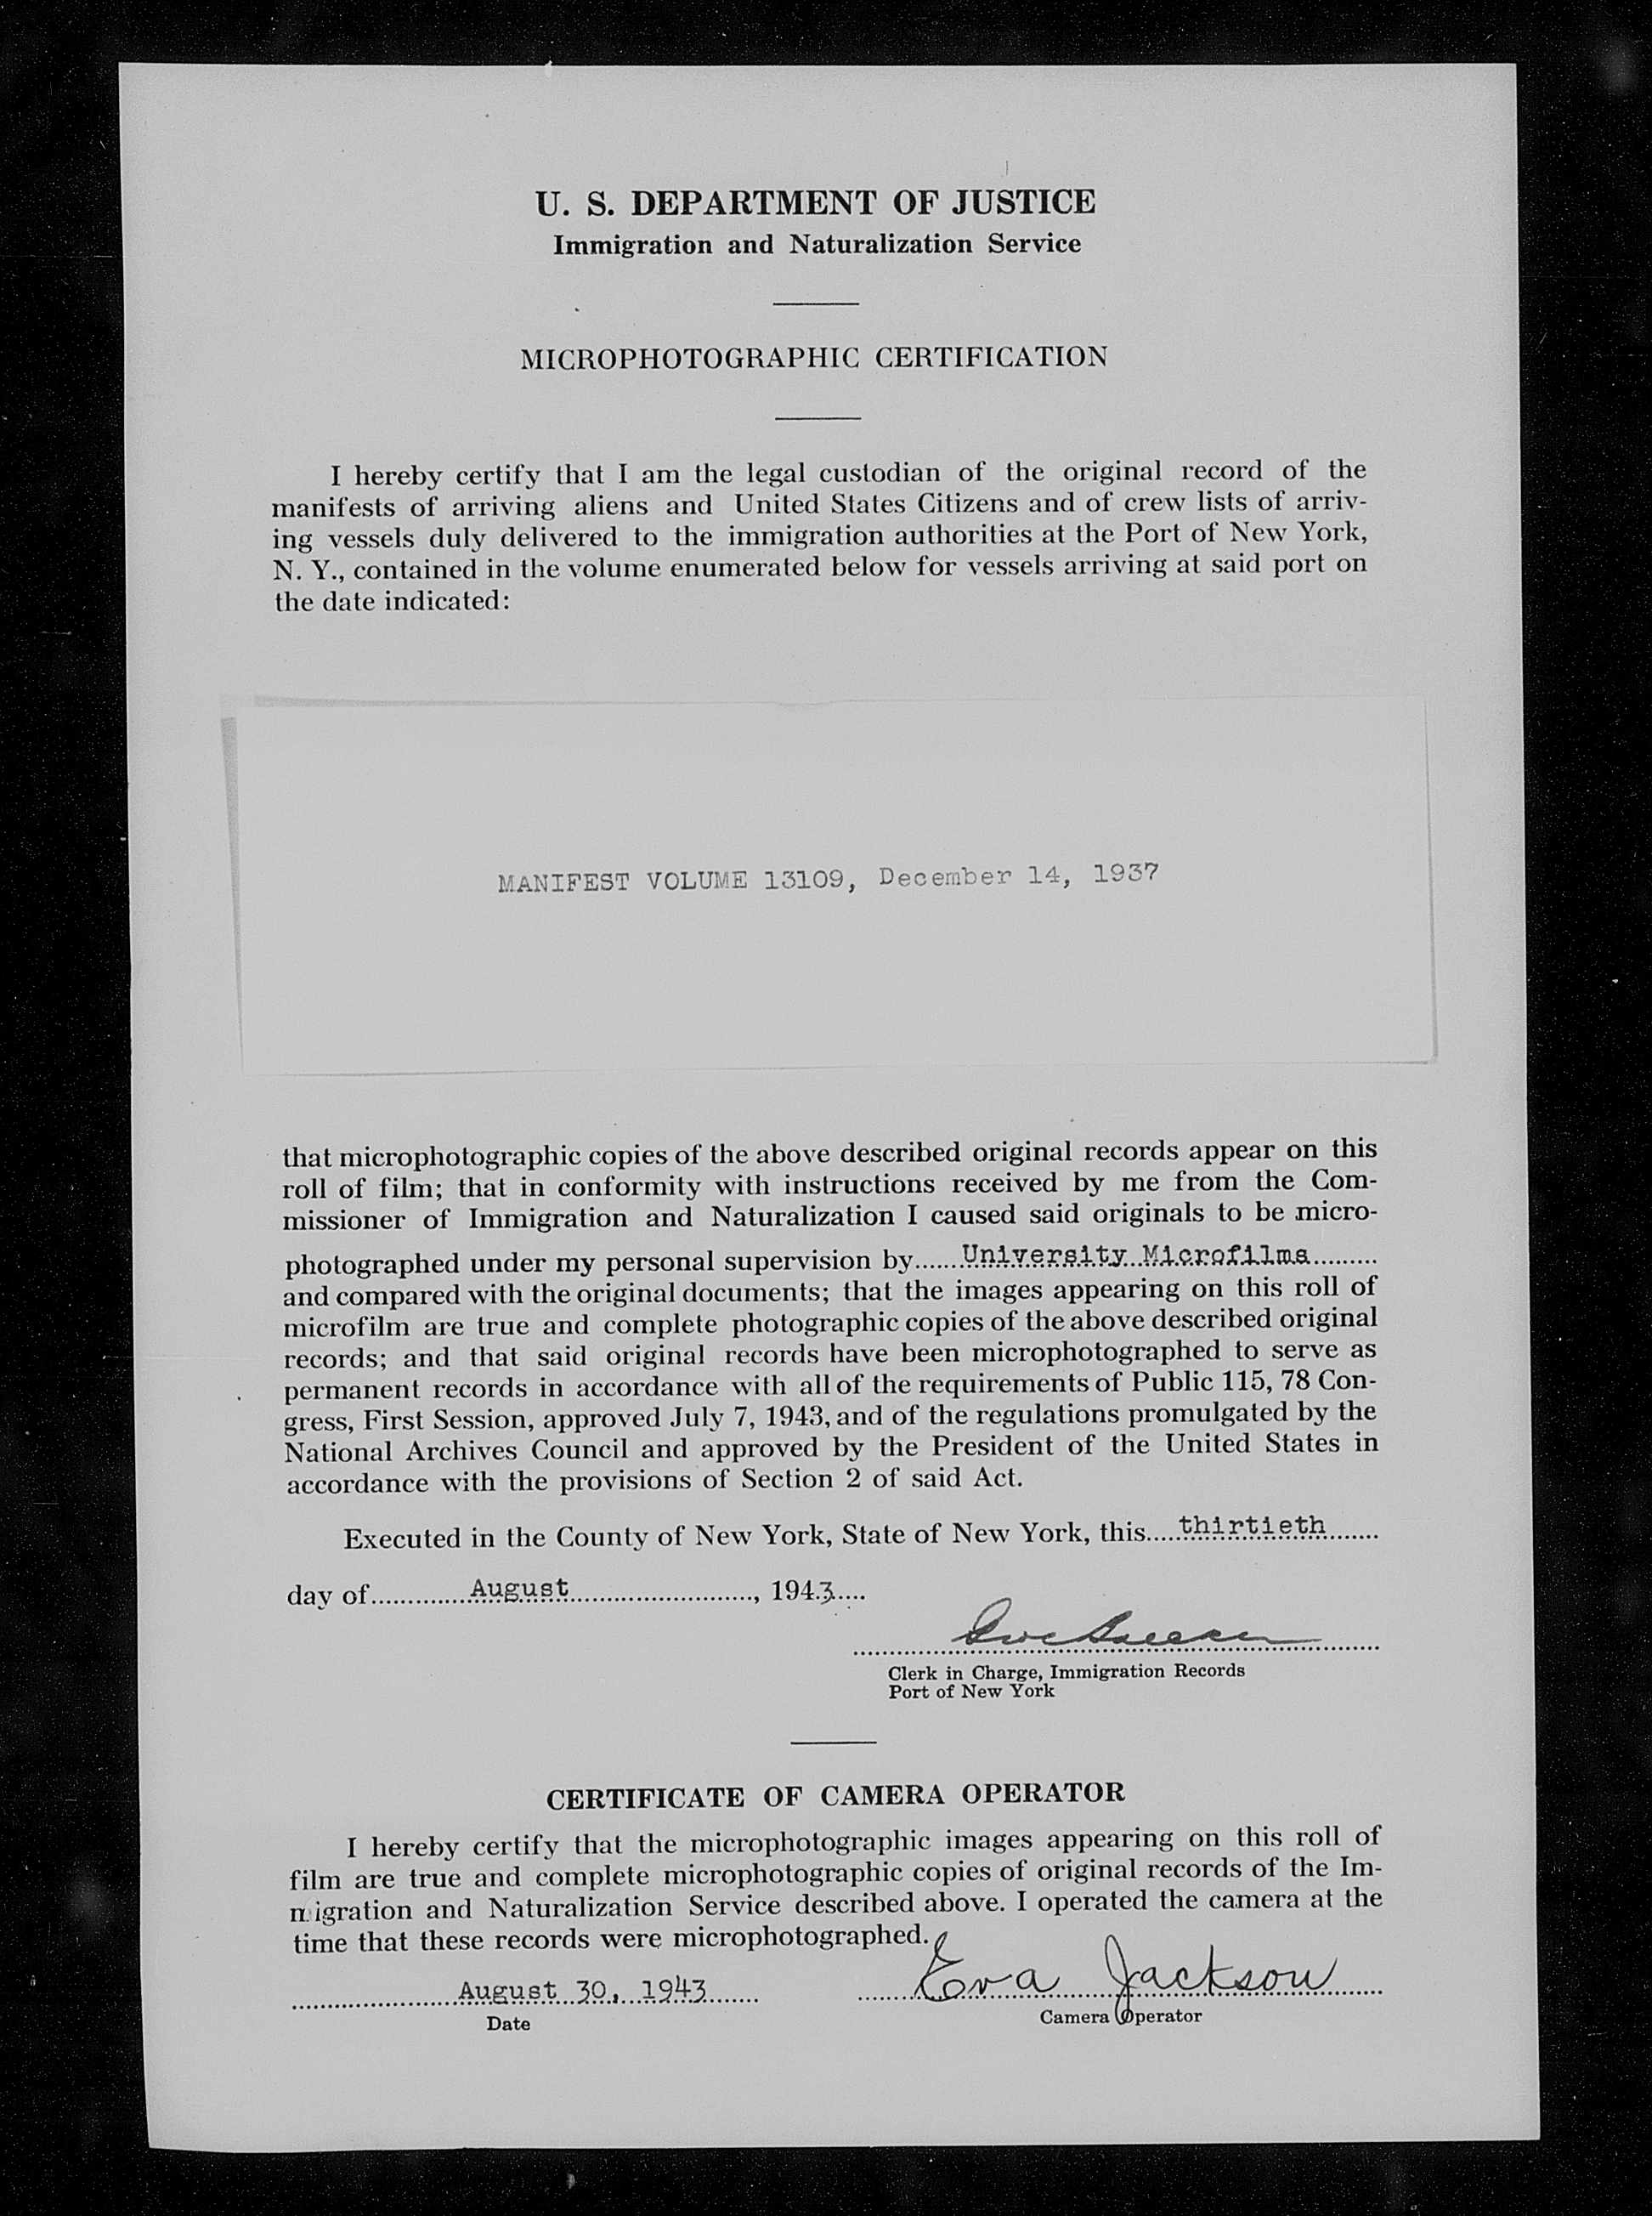 U. S. DEPARTMENT OF JUSTICE
Immigration and Naturalization Service
MICROPHOTOGRAPHIC CERTIFICATION
I hereby certify that I am the legal custodian of the original record of the
manifests of arriving aliens and United States Citizens and of crew lists of arriv-
ing vessels duly delivered to the immigration authorities at the Port of New York,
N. Y., contained in the volume enumerated below for vessels arriving at said port on
the date indicated:
MANIFEST VOLUME 13109, December 14, 1937
that microphotographic copies of the above described original records appear on this
roll of film; that in conformity with instructions received by me from the Com-
missioner of Immigration and Naturalization I caused said originals to be micro-
photographed under my personal supervision by University Microfilms
and compared with the original documents; that the images appearing on this roll of
microfilm are true and complete photographic copies of the above described original
records; and that said original records have been microphotographed to serve as
permanent records in accordance with all of the requirements of Public 115, 78 Con-
gress, First Session, approved July 7, 1943, and of the regulations promulgated by the
National Archives Council and approved by the President of the United States in
accordance with the provisions of Section 2 of said Act.
Executed in the County of New York, State of New York, this thirtieth
day of August, 1943
Clerk in Charge, Immigration Records
Port of New York
CERTIFICATE OF CAMERA OPERATOR
I hereby certify that the microphotographic images appearing on this roll of
film are true and complete microphotographic copies of original records of the Im-
migration and Naturalization Service described above. I operated the camera at the
time that these records were microphotographed.
August 30, 1943 Eva Jackson
Date Camera Operator